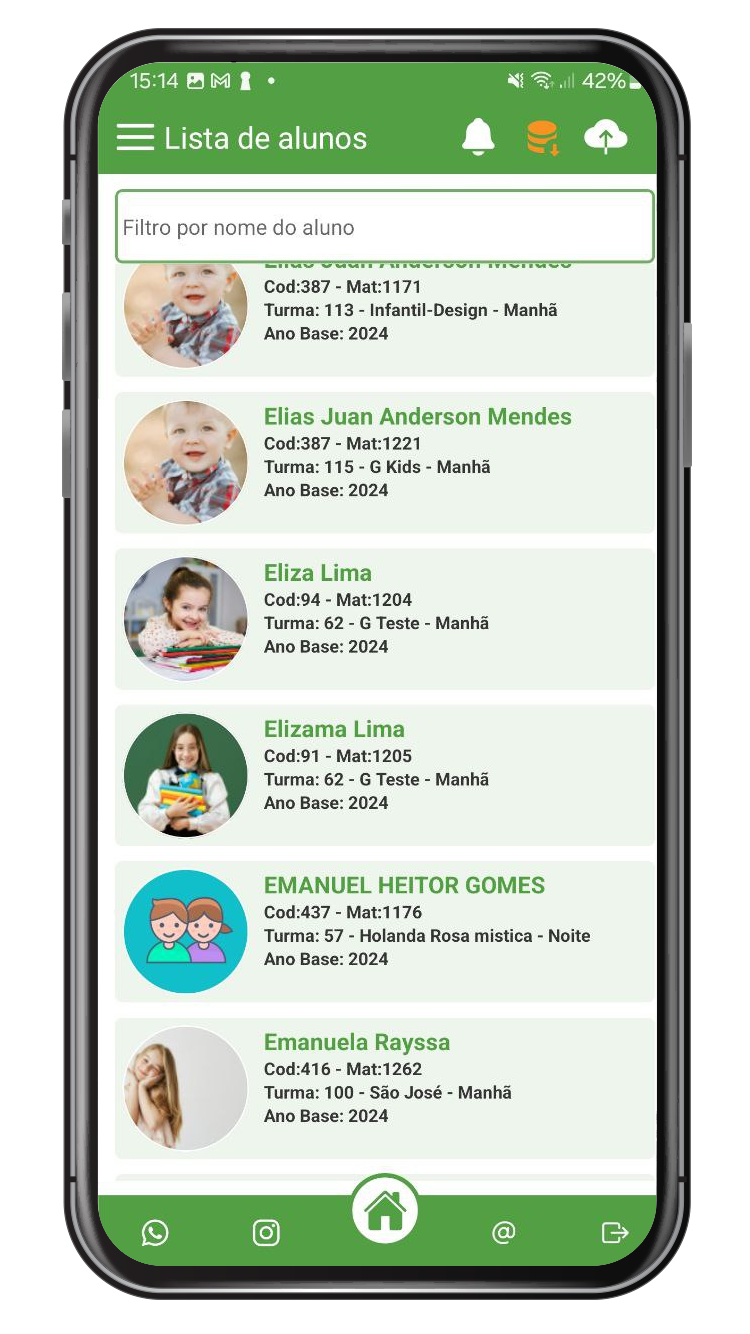 15:14
42%
Lista de alunos
Filtro por nome do aluno
Elias Juan Anderson Mendes
Cod:387 - Mat:1171
Turma: 113 - Infantil-Design - Manhã
Ano Base: 2024
Elias Juan Anderson Mendes
Cod:387 - Mat:1221
Turma: 115 - G Kids - Manhã
Ano Base: 2024
Eliza Lima
Cod:94 - Mat:1204
Turma: 62 - G Teste - Manhã
Ano Base: 2024
Elizama Lima
Cod:91 - Mat:1205
Turma: 62 - G Teste - Manhã
Ano Base: 2024
EMANUEL HEITOR GOMES
Cod:437 - Mat:1176
Turma: 57 - Holanda Rosa mistica - Noite
Ano Base: 2024
Emanuela Rayssa
Cod:416 - Mat:1262
Turma: 100 - São José - Manhã
Ano Base: 2024